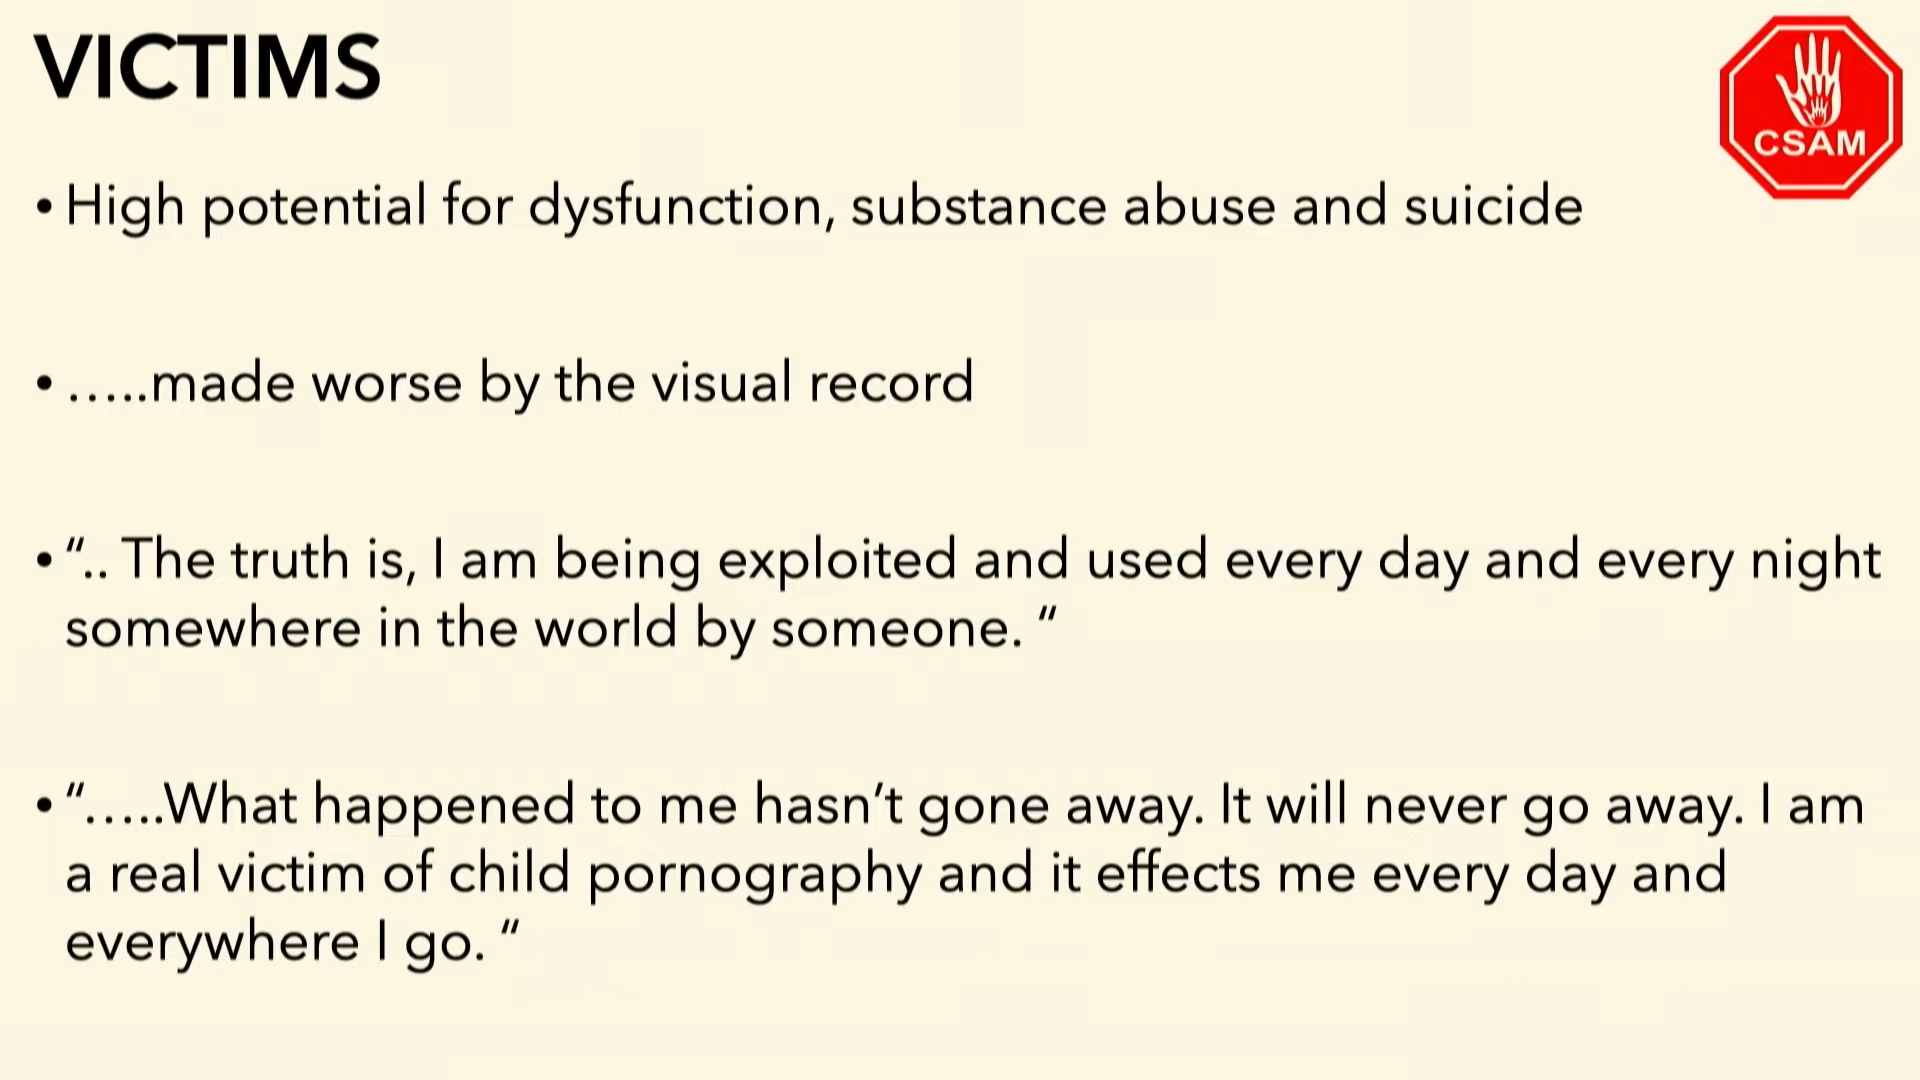 VICTIMS
CSAM
• High potential for dysfunction, substance abuse and suicide
• …..made worse by the visual record
• “.. The truth is, I am being exploited and used every day and every night
somewhere in the world by someone. “
• “…..What happened to me hasn’t gone away. It will never go away. I am
a real victim of child pornography and it effects me every day and
everywhere I go. “